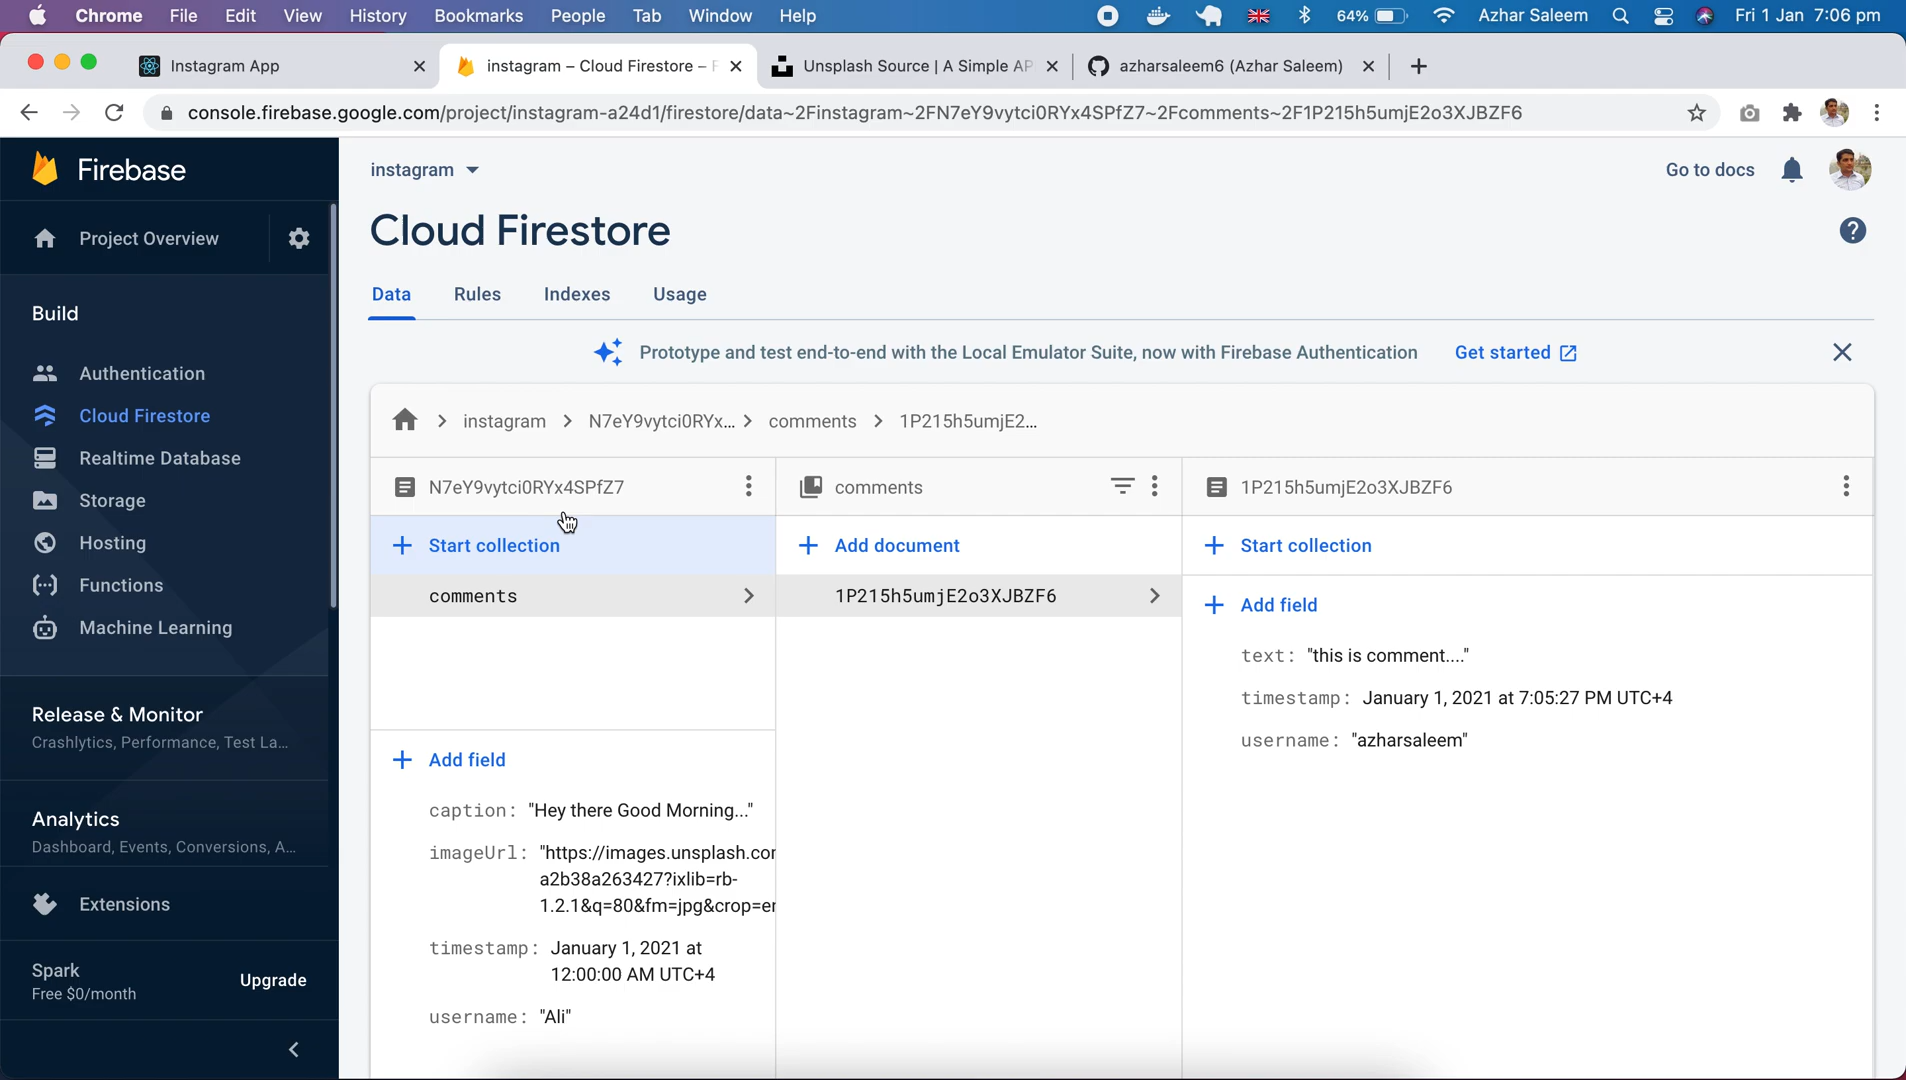 Chrome File Edit View History Bookmarks People Tab Window Help 64% Azhar Saleem Fri 1 Jan 7:06 pm
Instagram App instagram – Cloud Firestore – F Unsplash Source | A Simple AP azharsaleem6 (Azhar Saleem)
console.firebase.google.com/project/instagram-a24d1/firestore/data~2Finstagram~2FN7eY9vytci0RYx4SPfZ7~2Fcomments~2F1P215h5umjE2o3XJBZF6
Firebase
Project Overview
Build
Authentication
Cloud Firestore
Realtime Database
Storage
Hosting
Functions
Machine Learning
Release & Monitor
Crashlytics, Performance, Test La...
Analytics
Dashboard, Events, Conversions, A...
Extensions
Spark
Free $0/month
Upgrade
instagram
Go to docs
Cloud Firestore
Data Rules Indexes Usage
Prototype and test end-to-end with the Local Emulator Suite, now with Firebase Authentication Get started
instagram N7eY9vytci0RYx... comments 1P215h5umjE2...
N7eY9vytci0RYx4SPfZ7
Start collection
comments
Add field
caption: "Hey there Good Morning..."
imageUrl: "https://images.unsplash.cor
a2b38a263427?ixlib=rb-
1.2.1&q=80&fm=jpg&crop=er
timestamp: January 1, 2021 at
12:00:00 AM UTC+4
username: "Ali"
comments
Add document
1P215h5umjE2o3XJBZF6
1P215h5umjE2o3XJBZF6
Start collection
Add field
text: "this is comment...."
timestamp: January 1, 2021 at 7:05:27 PM UTC+4
username: "azharsaleem"